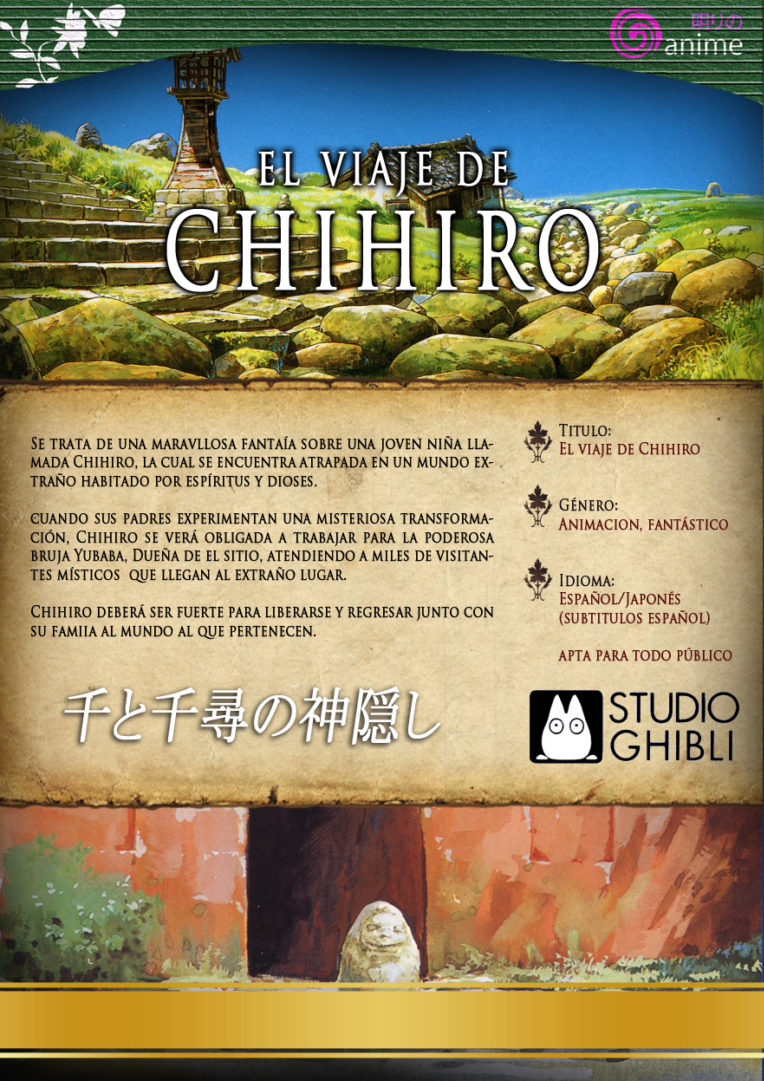 明りの
anime
EL VIAJE DE
CHIHIRO
SE TRATA DE UNA MARAVLLOSA FANTAÍA SOBRE UNA JOVEN NIÑA LLA-
MADA CHIHIRO, LA CUAL SE ENCUENTRA ATRAPADA EN UN MUNDO EX-
TRAÑO HABITADO POR ESPÍRITUS Y DIOSES.
CUANDO SUS PADRES EXPERIMENTAN UNA MISTERIOSA TRANSFORMA-
CIÓN, CHIHIRO SE VERÁ OBLIGADA A TRABAJAR PARA LA PODEROSA
BRUJA YUBABA, DUEÑA DE EL SITIO, ATENDIENDO A MILES DE VISITAN-
TES MÍSTICOS QUE LLEGAN AL EXTRAÑO LUGAR.
CHIHIRO DEBERÁ SER FUERTE PARA LIBERARSE Y REGRESAR JUNTO CON
SU FAMIIA AL MUNDO AL QUE PERTENECEN.
千と千尋の神隠し
TITULO:
EL VIAJE DE CHIHIRO
GÉNERO:
ANIMACION, FANTÁSTICO
IDIOMA:
ESPAÑOL/JAPONÉS
(SUBTITULOS ESPAÑOL)
APTA PARA TODO PÚBLICO
STUDIO
GHIBLI